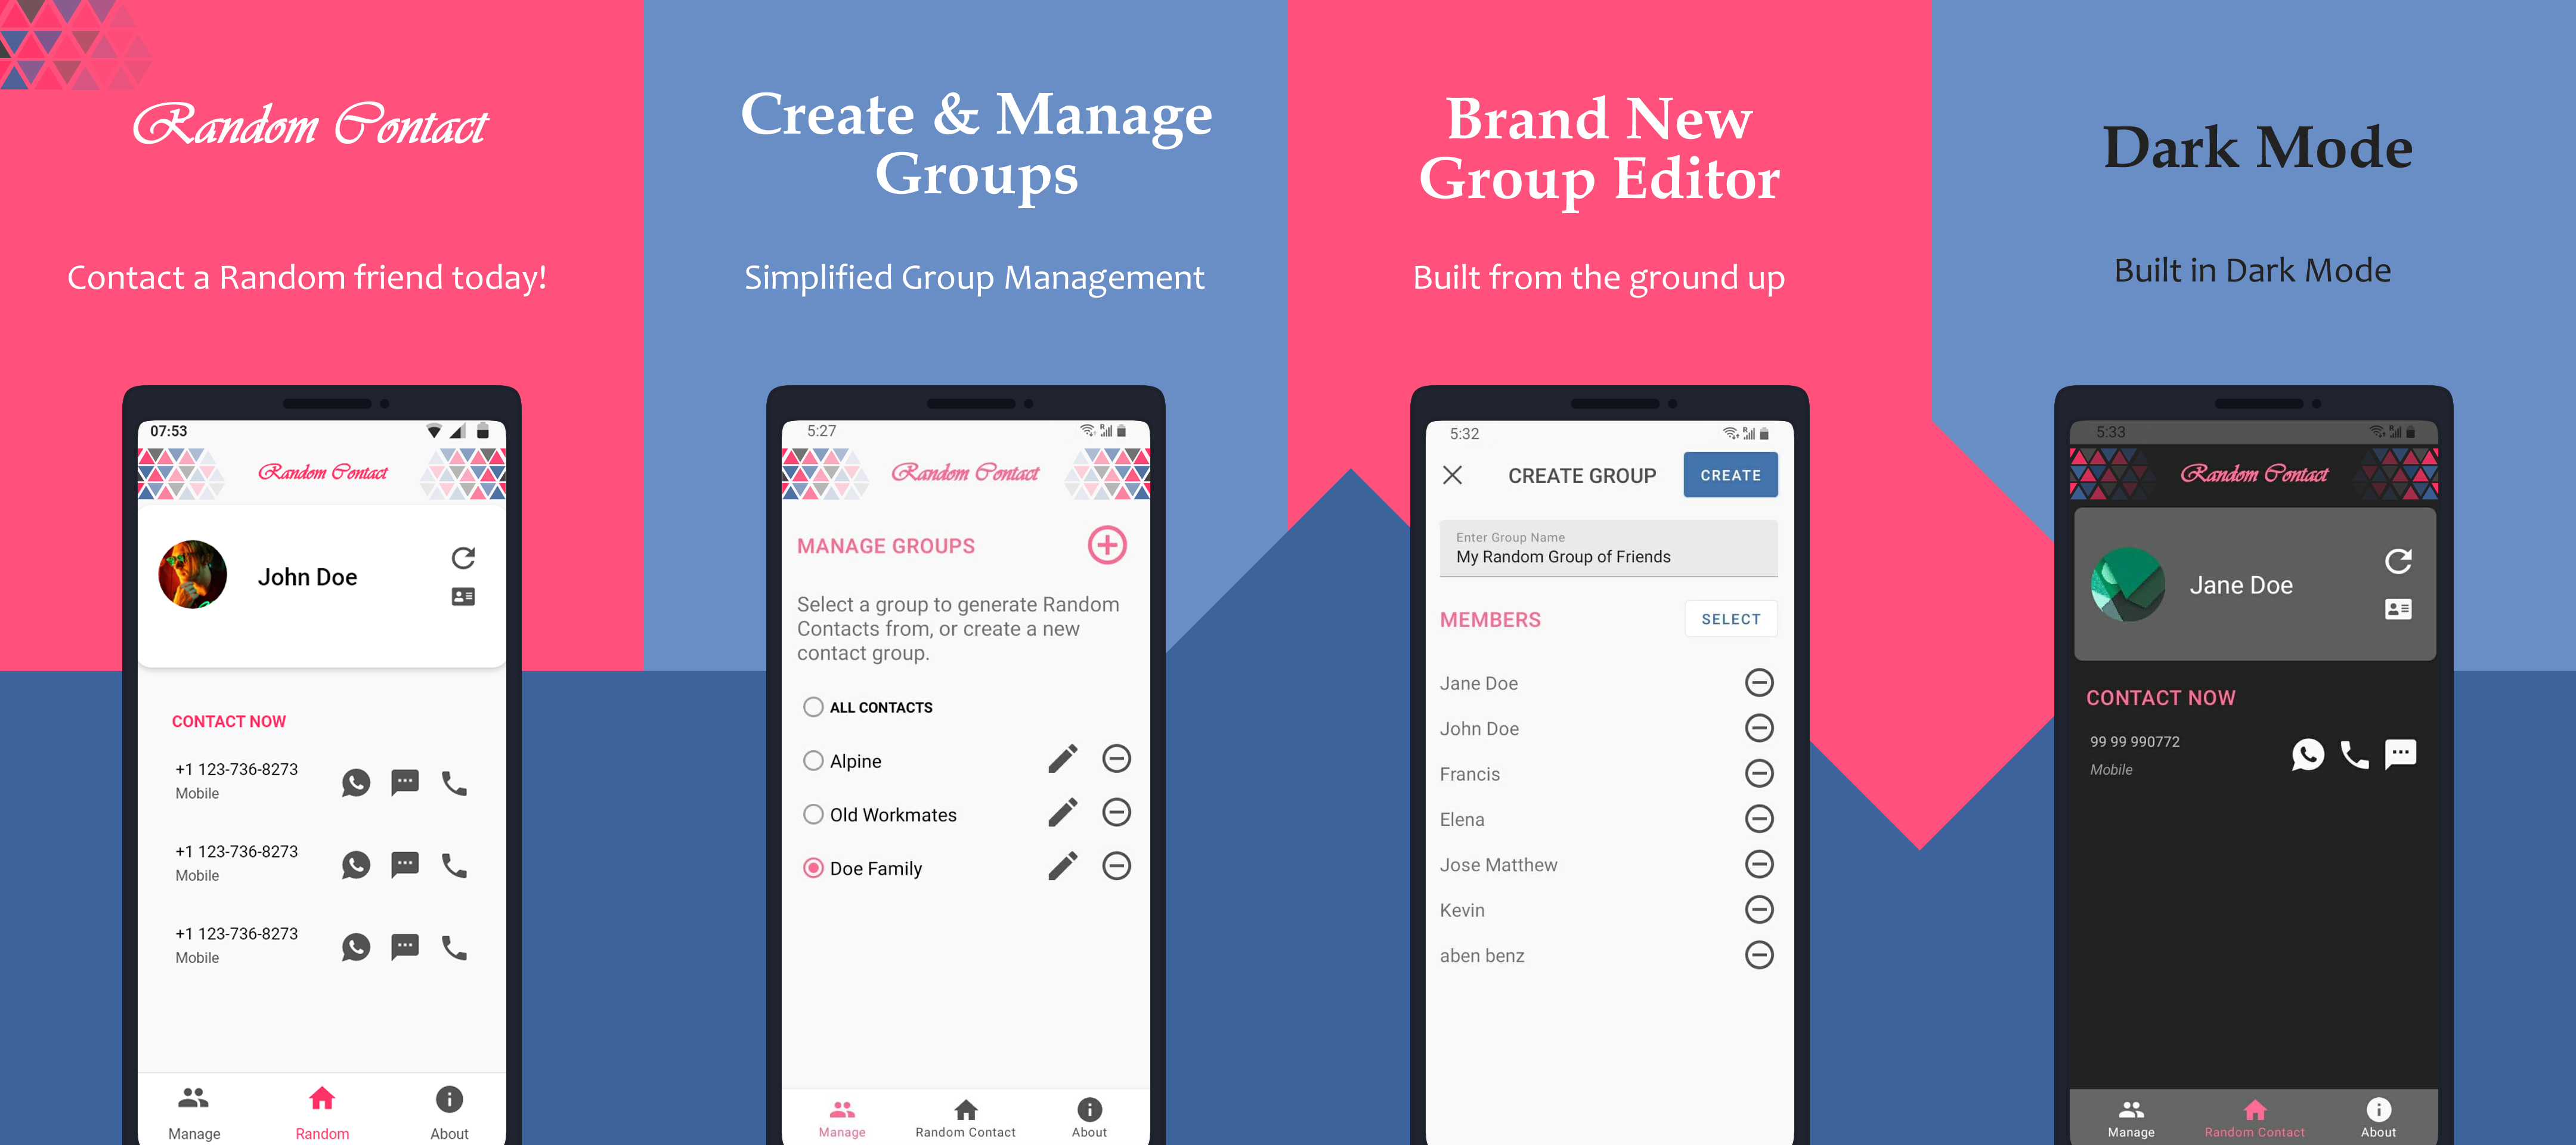 Random Contact
Contact a Random friend today!
07:53
Random Contact
John Doe
CONTACT NOW
+1 123-736-8273
Mobile
+1 123-736-8273
Mobile
+1 123-736-8273
Mobile
Manage Random About
Create & Manage
Groups
Simplified Group Management
5:27
Random Contact
MANAGE GROUPS
Select a group to generate Random
Contacts from, or create a new
contact group.
ALL CONTACTS
Alpine
Old Workmates
Doe Family
Manage Random Contact About
Brand New
Group Editor
Built from the ground up
5:32
CREATE GROUP CREATE
Enter Group Name
My Random Group of Friends
MEMBERS SELECT
Jane Doe
John Doe
Francis
Elena
Jose Matthew
Kevin
aben benz
Dark Mode
Built in Dark Mode
5:33
Random Contact
Jane Doe
CONTACT NOW
99 99 990772
Mobile
Manage Random Contact About